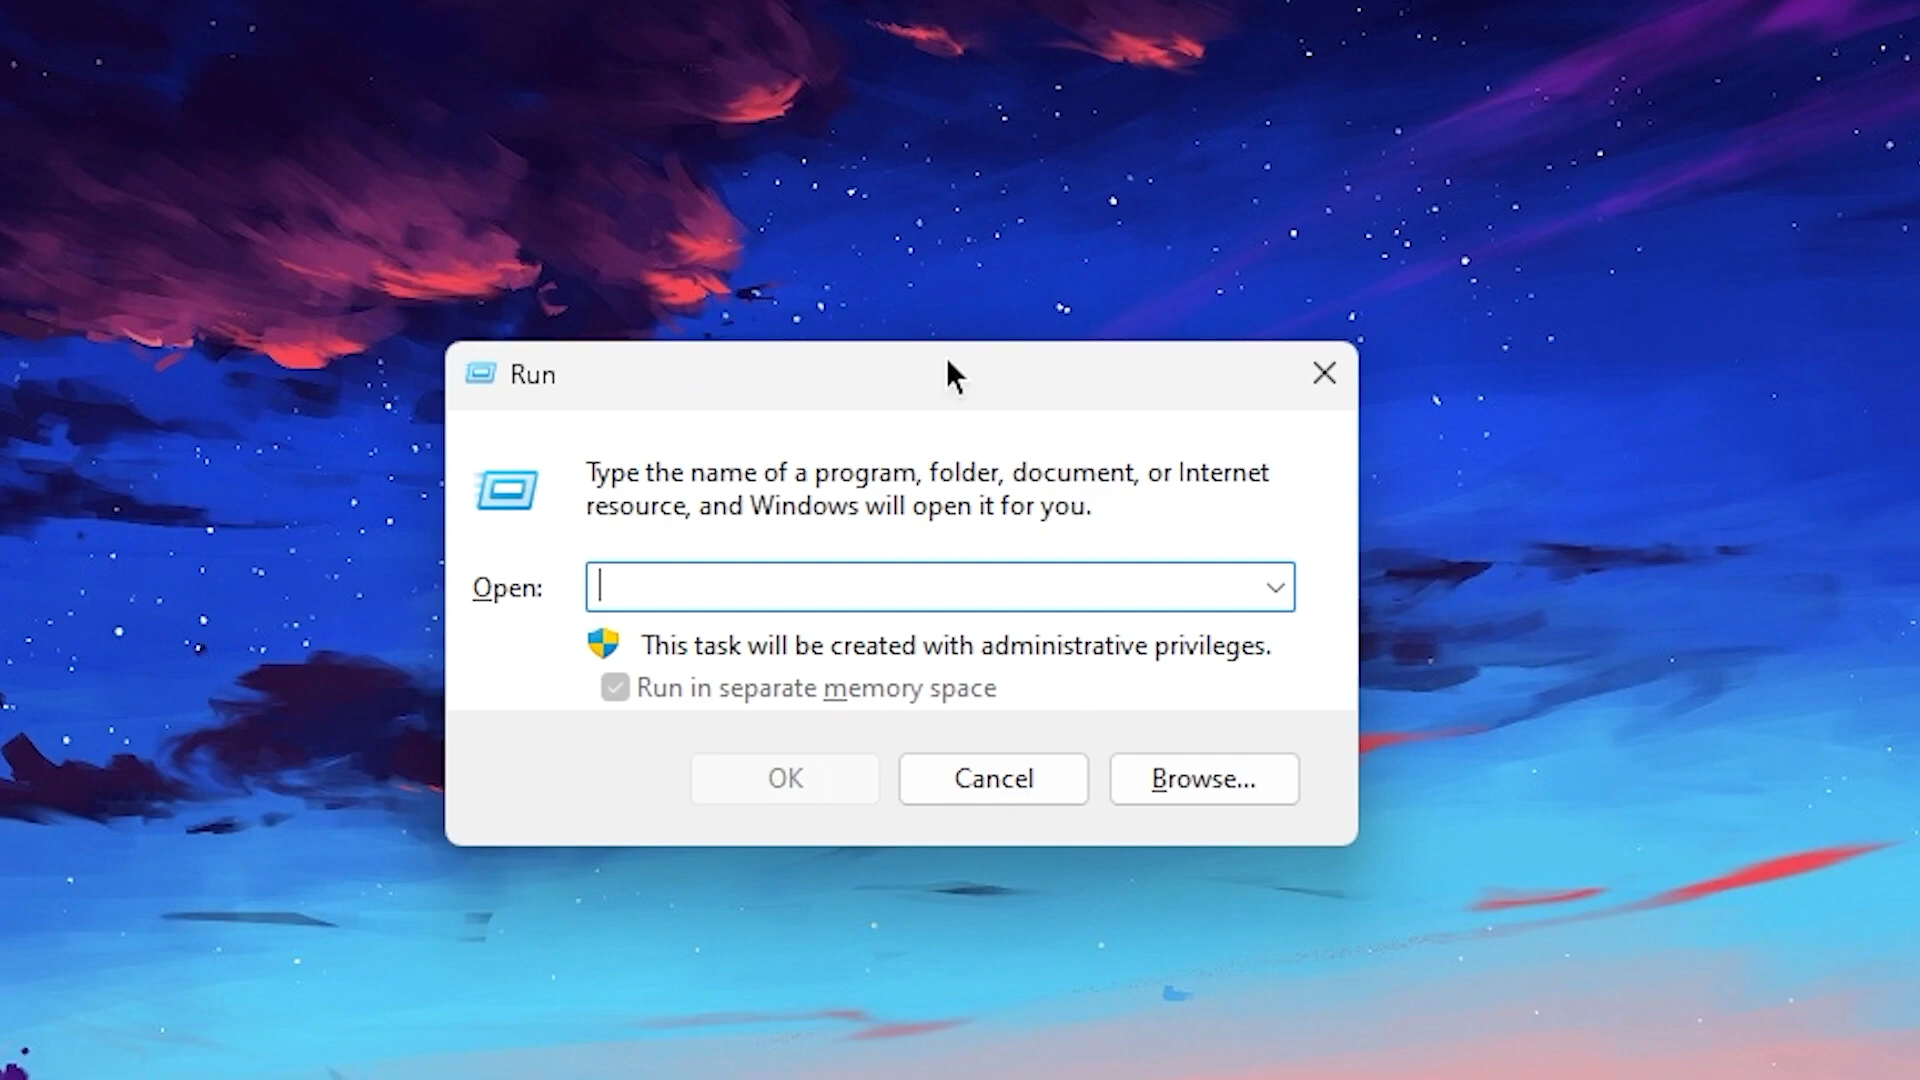 Run
Type the name of a program, folder, document, or Internet
resource, and Windows will open it for you.
Open:
This task will be created with administrative privileges.
Run in separate memory space
OK
Cancel
Browse...